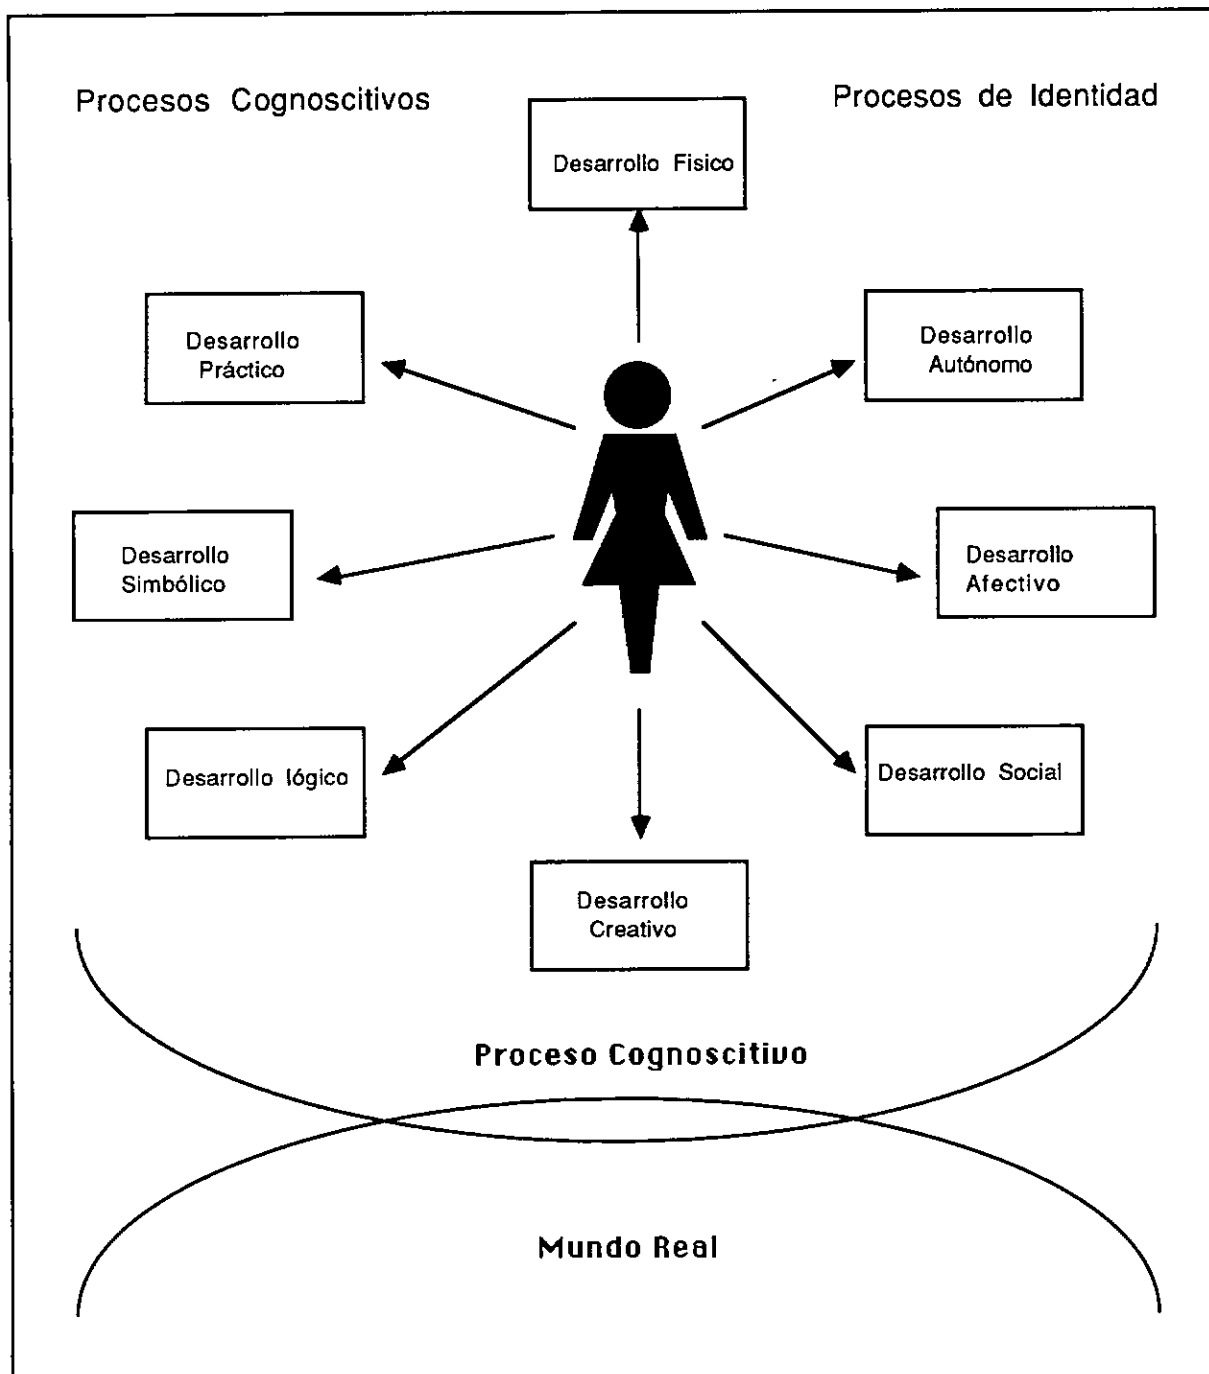 Procesos Cognoscitivos
Procesos de Identidad
Desarrollo Fisico
Desarrollo
Práctico
Desarrollo
Autónomo
Desarrollo
Simbólico
Desarrollo
Afectivo
Desarrollo lógico
Desarrollo Social
Desarrollo
Creativo
Proceso Cognoscitivo
Mundo Real